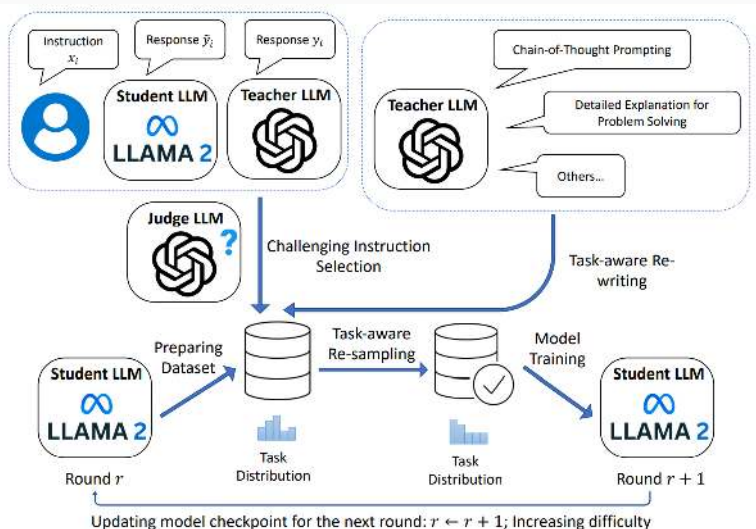 Instruction
xᵢ
Response ỹᵢ
Response yᵢ
Student LLM
LLAMA 2
Teacher LLM
Chain-of-Thought Prompting
Teacher LLM
Detailed Explanation for
Problem Solving
Others...
Judge LLM
?
Challenging Instruction
Selection
Task-aware Re-
writing
Preparing
Dataset
Task-aware
Re-sampling
Model
Training
Student LLM
LLAMA 2
Student LLM
LLAMA 2
Task
Distribution
Task
Distribution
Round r
Round r + 1
Updating model checkpoint for the next round: r ← r + 1; Increasing difficulty